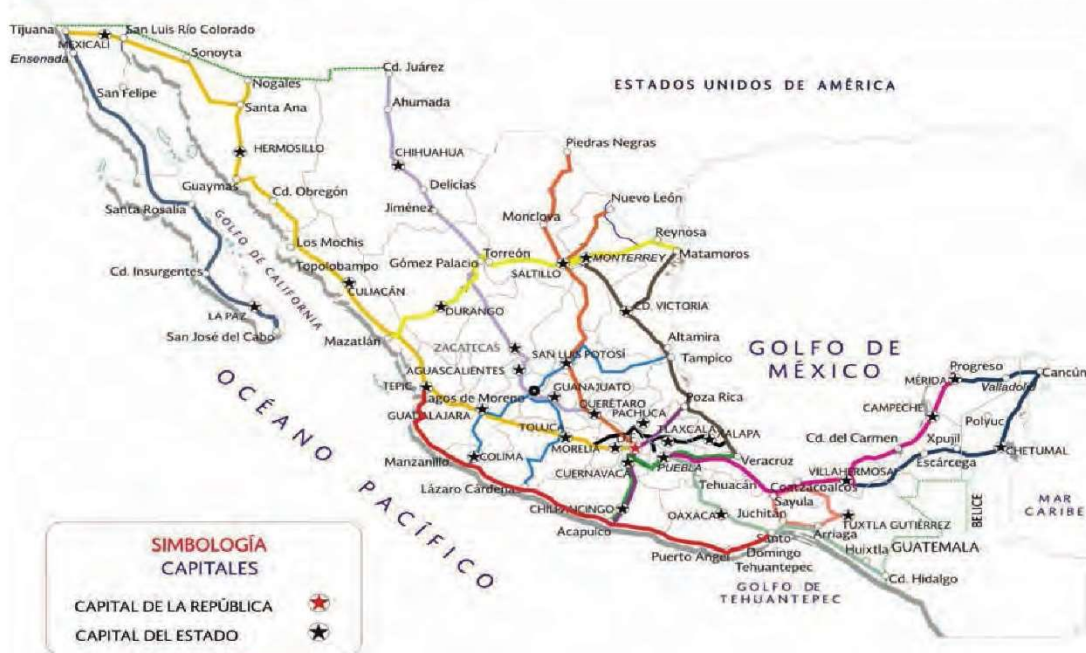 Tijuana
MEXICALI
San Luis Río Colorado
Ensenada
Sonoyta
San Felipe
Nogales
Santa Ana
Cd. Juárez
Ahumada
ESTADOS UNIDOS DE AMÉRICA
HERMOSILLO
CHIHUAHUA
Piedras Negras
Guaymas
Cd. Obregón
Delicias
Santa Rosalía
Jiménez
Nuevo León
Monclova
GOLFO DE CALIFORNIA
Los Mochis
Topolobampo
Reynosa
Matamoros
Cd. Insurgentes
Gómez Palacio
Torreón
SALTILLO
MONTERREY
CULIACÁN
LA PAZ
San José del Cabo
DURANGO
CD. VICTORIA
Mazatlán
ZACATECAS
Altamira
Tampico
SAN LUIS POTOSÍ
AGUASCALIENTES
GOLFO DE
MÉXICO
TEPIC
Lagos de Moreno
GUANAJUATO
QUERÉTARO
Poza Rica
GUADALAJARA
PACHUCA
TOLUCA
TLAXCALA
XALAPA
D.F.
MORELIA
COLIMA
Manzanillo
CUERNAVACA
PUEBLA
Veracruz
Lázaro Cárdenas
Tehuacán
CHILPANCINGO
Acapulco
OAXACA
Juchitán
Coatzacoalcos
Sayula
Puerto Angel
Santo
Domingo
Tehuantepec
Arriaga
TUXTLA GUTIÉRREZ
Huixtla
Cd. Hidalgo
VILLAHERMOSA
Cd. del Carmen
Escárcega
Xpujil
CAMPECHE
MÉRIDA
Progreso
Valladolid
Cancún
Polyuc
CHETUMAL
BELICE
MAR
CARIBE
GUATEMALA
GOLFO DE
TEHUANTEPEC
OCÉANO PACÍFICO
SIMBOLOGÍA
CAPITALES
CAPITAL DE LA REPÚBLICA
CAPITAL DEL ESTADO